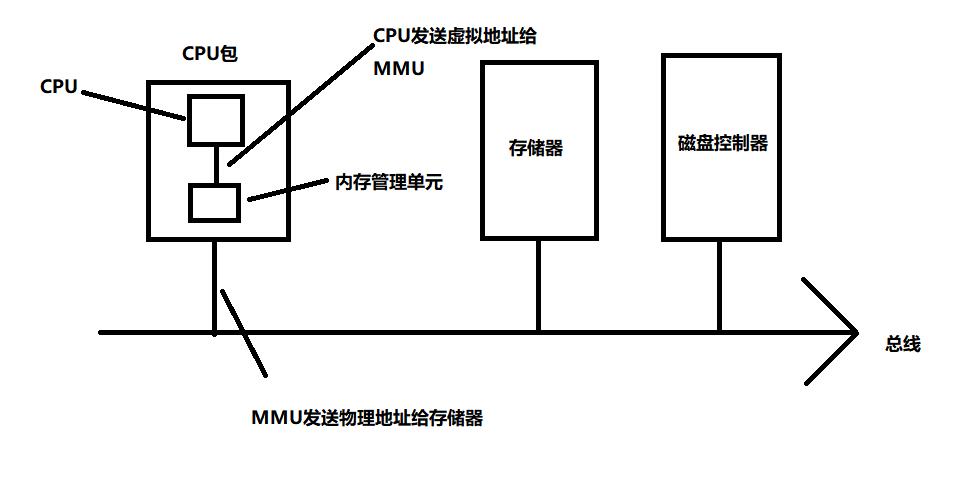 CPU发送虚拟地址给
MMU
CPU包
CPU
存储器
磁盘控制器
内存管理单元
总线
MMU发送物理地址给存储器